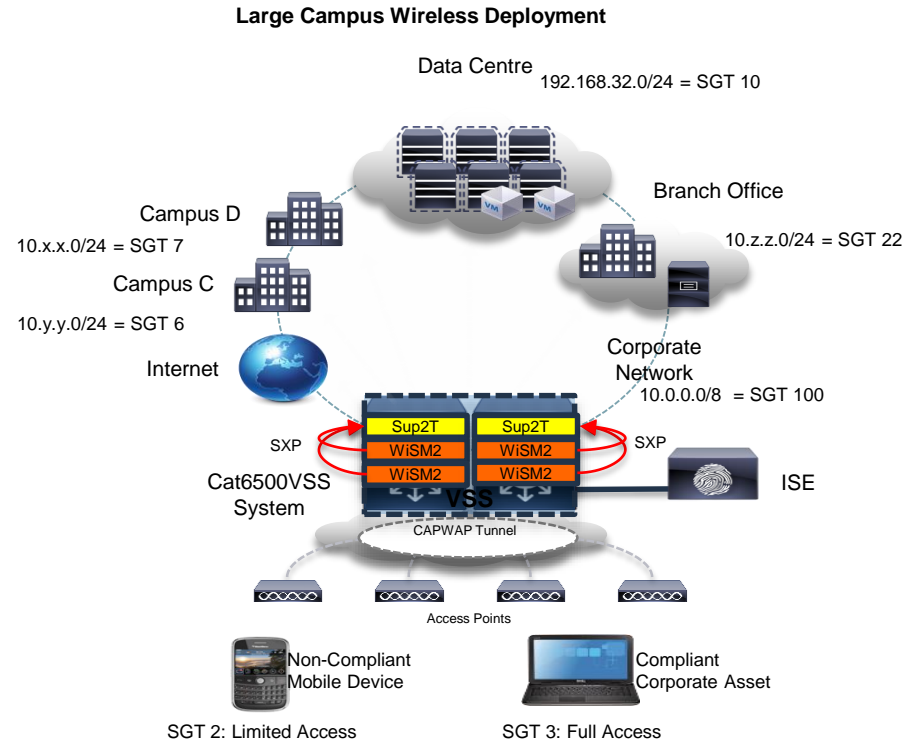 Large Campus Wireless Deployment
Data Centre
192.168.32.0/24 = SGT 10
VM
VM
Branch Office
10.z.z.0/24 = SGT 22
Campus D
10.x.x.0/24 = SGT 7
Campus C
10.y.y.0/24 = SGT 6
Internet
Corporate
Network
10.0.0.0/8 = SGT 100
Sup2T
Sup2T
SXP
WiSM2
WiSM2
SXP
WiSM2
WiSM2
Cat6500VSS
System
VSS
ISE
CAPWAP Tunnel
Access Points
Non-Compliant
Mobile Device
Compliant
Corporate Asset
SGT 2: Limited Access
SGT 3: Full Access